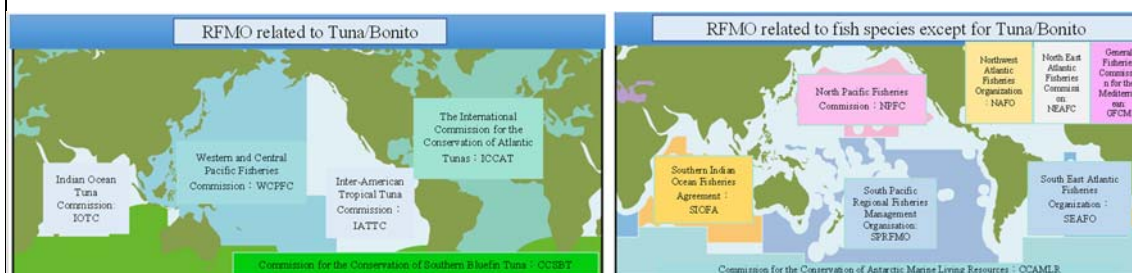 RFMO related to Tuna/Bonito
Indian Ocean
Tuna
Commission:
IOTC
Western and Central
Pacific Fisheries
Commission：WCPFC
Inter-American
Tropical Tuna
Commission：
IATTC
The International
Commission for the
Conservation of Atlantic
Tunas：ICCAT
Commission for the Conservation of Southern Bluefin Tuna：CCSBT
RFMO related to fish species except for Tuna/Bonito
North Pacific Fisheries
Commission：NPFC
Northwest
Atlantic
Fisheries
Organization
：NAFO
North East
Atlantic
Fisheries
Commissi
on:
NEAFC
General
Fisheries
Commissio
n for the
Mediterran
ean:
GFCM
Southern Indian
Ocean Fisheries
Agreement：
SIOFA
South Pacific
Regional Fisheries
Management
Organisation:
SPRFMO
South East Atlantic
Fisheries
Organization：
SEAFO
Commission for the Conservation of Antarctic Marine Living Resources：CCAMLR